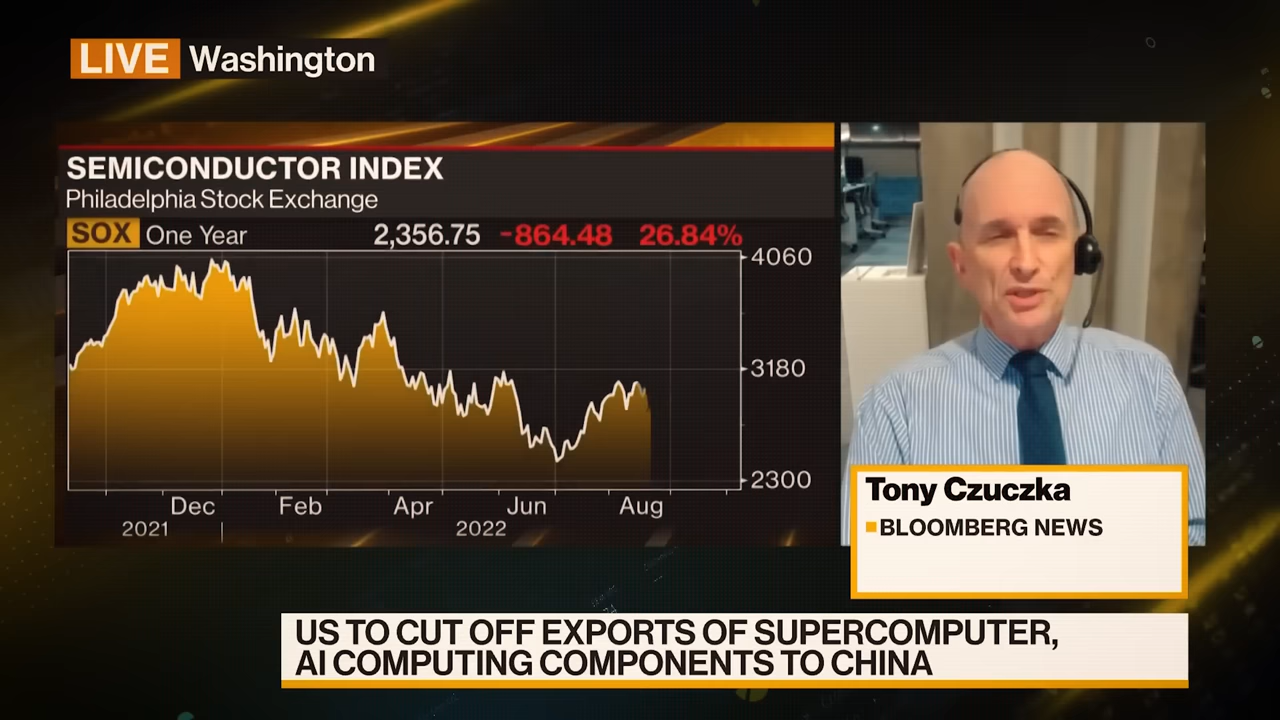 LIVE Washington
SEMICONDUCTOR INDEX
Philadelphia Stock Exchange
SOX One Year 2,356.75 -864.48 26.84%
4060
3180
2300
Dec Feb Apr Jun Aug
2021 2022
Tony Czuczka
BLOOMBERG NEWS
US TO CUT OFF EXPORTS OF SUPERCOMPUTER,
AI COMPUTING COMPONENTS TO CHINA